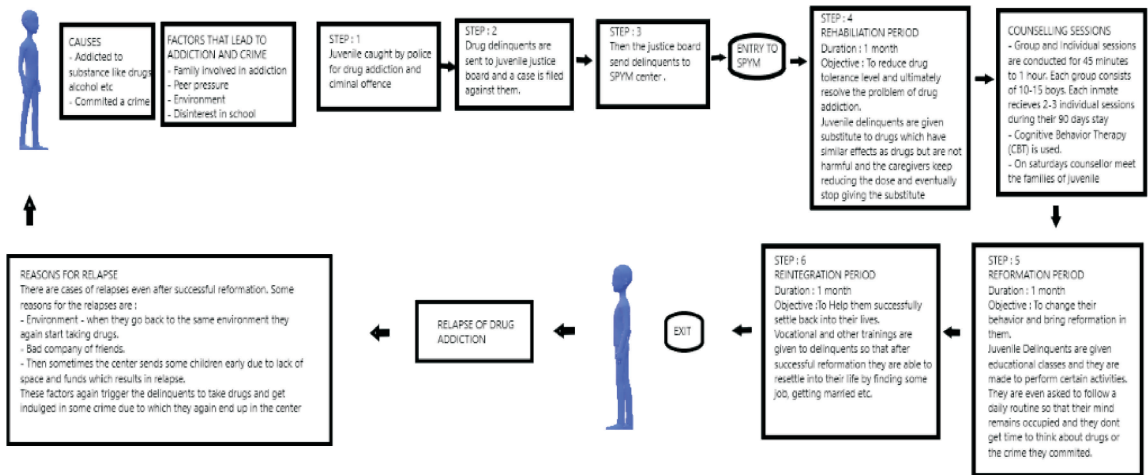 CAUSES
- Addicted to
substance like drugs
alcohol etc
- Commited a crime
FACTORS THAT LEAD TO
ADDICTION AND CRIME
- Family involved in addiction
- Peer pressure
- Environment
- Disinterest in school
STEP : 1
Juvenile caught by police
for drug addiction and
ciminal offence
STEP : 2
Drug delinquents are
sent to juvenile justice
board and a case is filed
against them.
STEP : 3
Then the justice board
send delinquents to
SPYM center .
ENTRY TO
SPYM
STEP : 4
REHABILIATION PERIOD
Duration : 1 month
Objective : To reduce drug
tolerance level and ultimately
resolve the problem of drug
addiction.
Juvenile delinquents are given
substitute to drugs which have
similar effects as drugs but are not
harmful and the caregivers keep
reducing the dose and eventually
stop giving the substitute
COUNSELLING SESSIONS
- Group and Individual sessions
are conducted for 45 minutes
to 1 hour. Each group consists
of 10-15 boys. Each inmate
recieves 2-3 individual sessions
during their 90 days stay
- Cognitive Behavior Therapy
(CBT) is used.
- On saturdays counsellor meet
the families of juvenile
STEP : 5
REFORMATION PERIOD
Duration : 1 month
Objective : To change their
behavior and bring reformation in
them.
Juvenile Delinquents are given
educational classes and they are
made to perform certain activities.
They are even asked to follow a
daily routine so that their mind
remains occupied and they dont
get time to think about drugs or
the crime they commited.
STEP : 6
REINTEGRATION PERIOD
Duration : 1 month
Objective :To Help them successfully
settle back into their lives.
Vocational and other trainings are
given to delinquents so that after
successful reformation they are able to
resettle into their life by finding some
job, getting married etc.
EXIT
RELAPSE OF DRUG
ADDICTION
REASONS FOR RELAPSE
There are cases of relapses even after successful reformation. Some
reasons for the relapses are :
- Environment - when they go back to the same environment they
again start taking drugs.
- Bad company of friends.
- Then sometimes the center sends some children early due to lack of
space and funds which results in relapse.
These factors again trigger the delinquents to take drugs and get
indulged in some crime due to which they again end up in the center